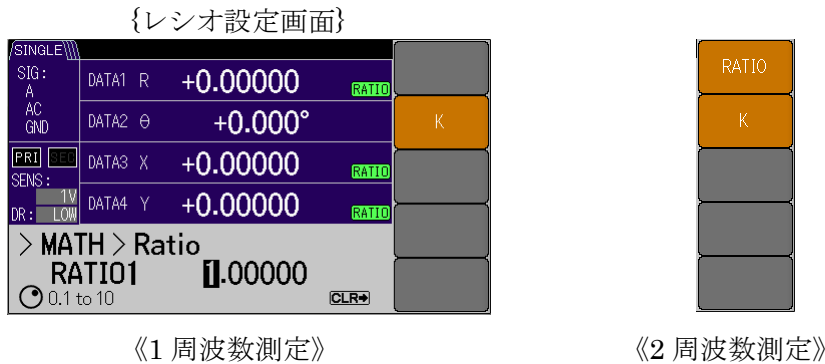 {レシオ設定画面}
SINGLE
SIG:
A
AC
GND
PRI SEC
SENS:
1V
DR: LOW
DATA1 R +0.00000 RATIO
DATA2 θ +0.000°
DATA3 X +0.00000 RATIO
DATA4 Y +0.00000 RATIO
K
> MATH > Ratio
RATIO1 1.00000
0.1 to 10 CLR➔
RATIO
K
《1 周波数測定》 《2 周波数測定》